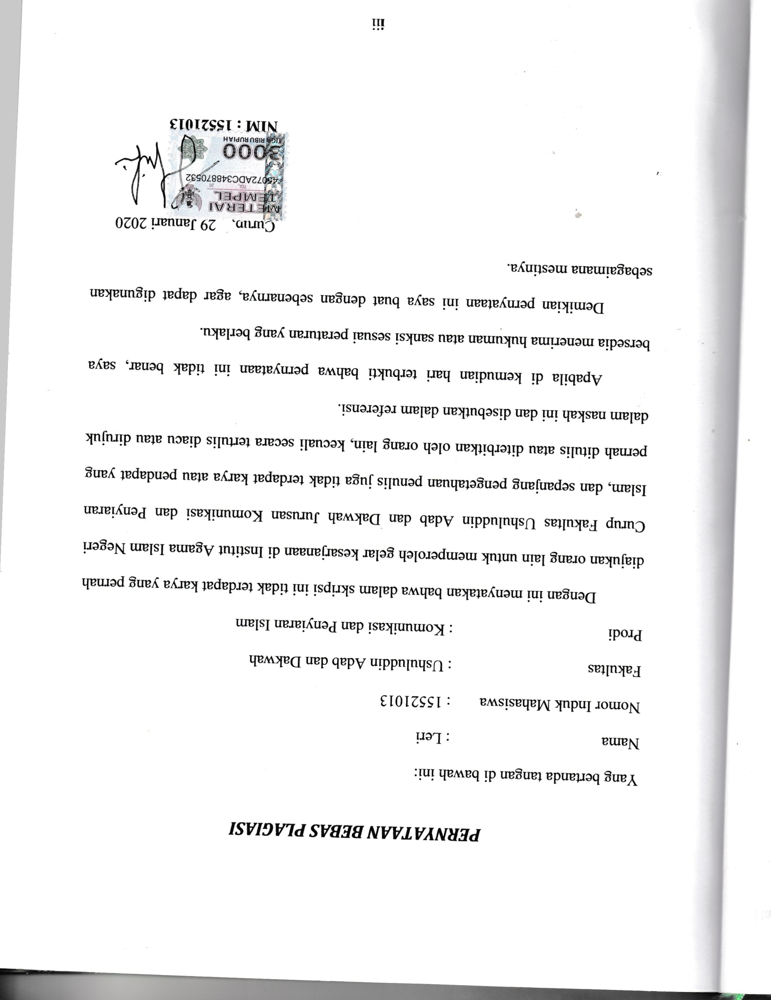 PERNYATAAN BEBAS PLAGIASI
Yang bertanda tangan di bawah ini:
Nama : Leri
Nomor Induk Mahasiswa : 15521013
Fakultas : Ushuluddin Adab dan Dakwah
Prodi : Komunikasi dan Penyiaran Islam
Dengan ini menyatakan bahwa dalam skripsi ini tidak terdapat karya yang pernah
diajukan orang lain untuk memperoleh gelar kesarjanaan di Institut Agama Islam Negeri
Curup Fakultas Ushuluddin Adab dan Dakwah Jurusan Komunikasi dan Penyiaran
Islam, dan sepanjang pengetahuan penulis juga tidak terdapat karya atau pendapat yang
pernah ditulis atau diterbitkan oleh orang lain, kecuali secara tertulis diacu atau dirujuk
dalam naskah ini dan disebutkan dalam referensi.
Apabila di kemudian hari terbukti bahwa pernyataan ini tidak benar, saya
bersedia menerima hukuman atau sanksi sesuai peraturan yang berlaku.
Demikian pernyataan ini saya buat dengan sebenarnya, agar dapat digunakan
sebagaimana mestinya.
Curup, 29 Januari 2020
METERAI
TEMPEL
TGL. 20
45072ADC348870532
3000
TIGA RIBU RUPIAH
NIM : 15521013
iii